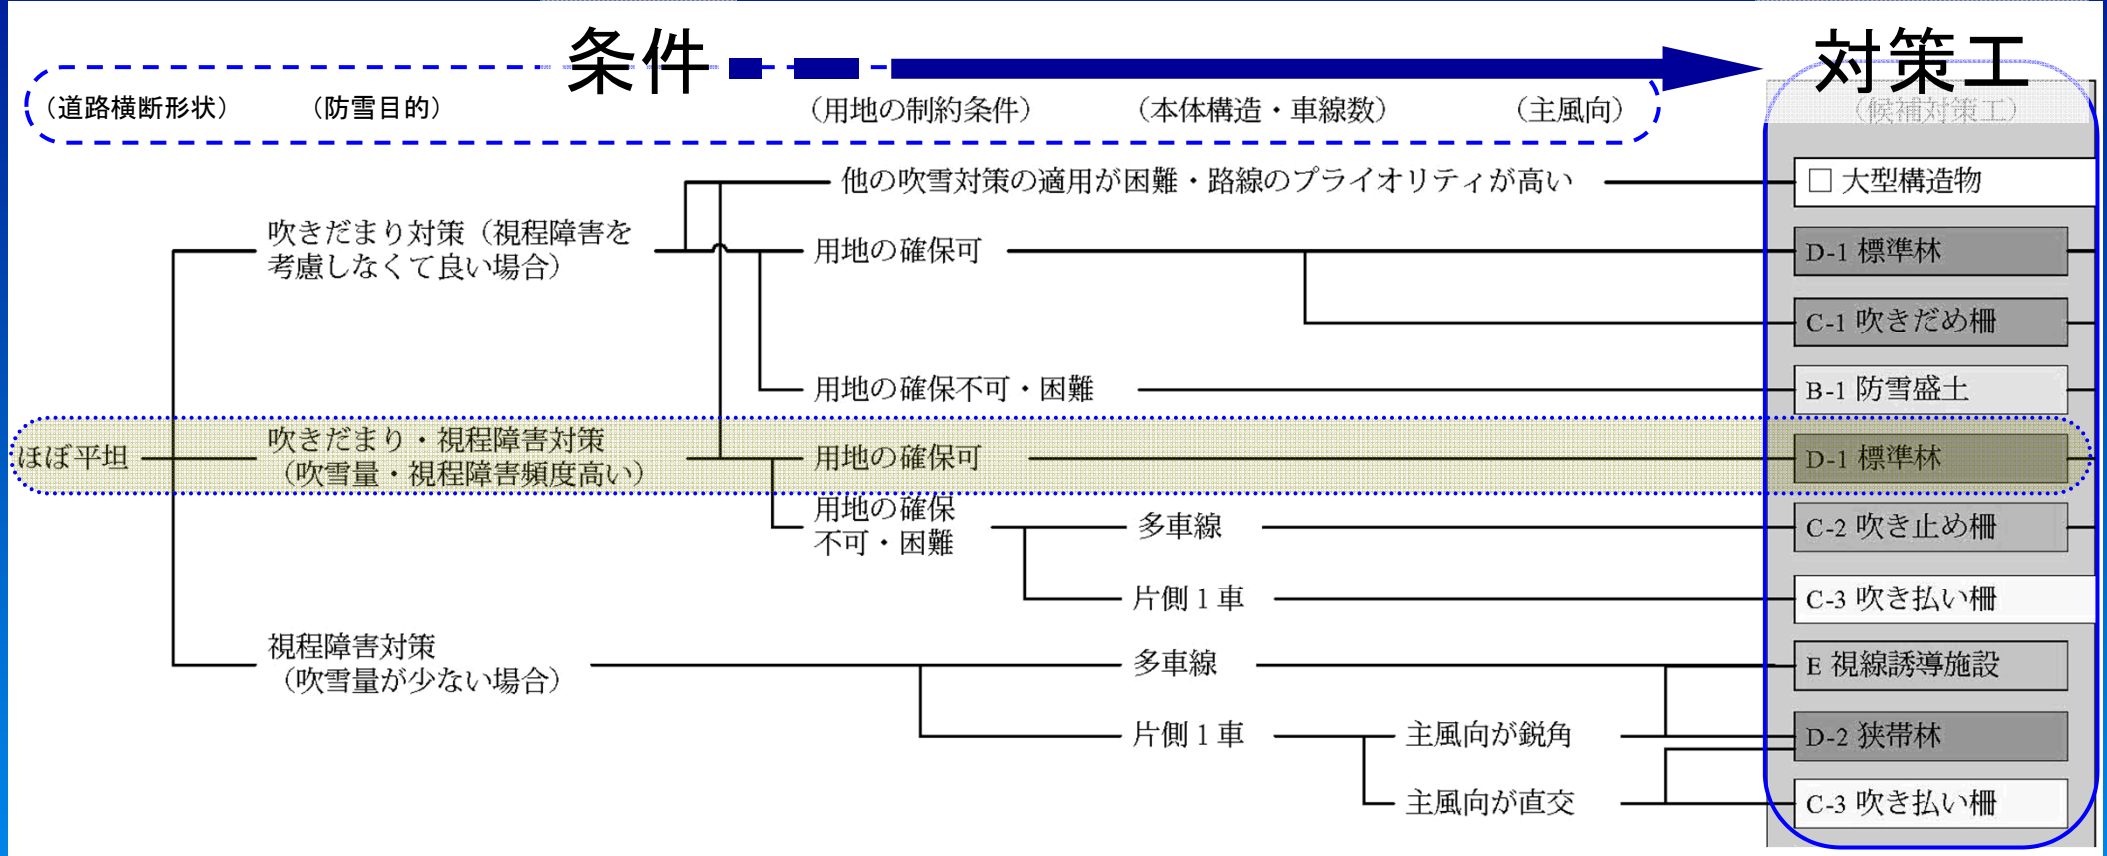 条件
対策工
（道路横断形状）
（防雪目的）
（用地の制約条件）
（本体構造・車線数）
（主風向）
（候補対策工）
他の吹雪対策の適用が困難・路線のプライオリティが高い
□ 大型構造物
吹きだまり対策（視程障害を
考慮しなくて良い場合）
用地の確保可
D-1 標準林
C-1 吹きだめ柵
用地の確保不可・困難
B-1 防雪盛土
ほぼ平坦
吹きだまり・視程障害対策
（吹雪量・視程障害頻度高い）
用地の確保可
D-1 標準林
用地の確保
不可・困難
多車線
C-2 吹き止め柵
片側1車
C-3 吹き払い柵
視程障害対策
（吹雪量が少ない場合）
多車線
E 視線誘導施設
片側1車
主風向が鋭角
D-2 狭帯林
主風向が直交
C-3 吹き払い柵